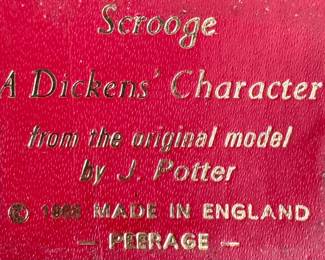 Scrooge
A Dickens' Character
from the original model
by J. Potter
© MADE IN ENGLAND
— PEERAGE —